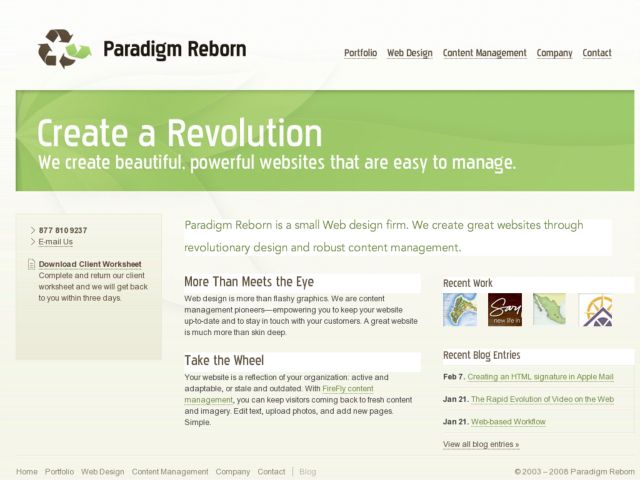 Paradigm Reborn
Portfolio Web Design Content Management Company Contact
Create a Revolution
We create beautiful, powerful websites that are easy to manage.
877 810 9237
E-mail Us
Download Client Worksheet
Complete and return our client
worksheet and we will get back
to you within three days.
Paradigm Reborn is a small Web design firm. We create great websites through
revolutionary design and robust content management.
More Than Meets the Eye
Web design is more than flashy graphics. We are content
management pioneers—empowering you to keep your website
up-to-date and to stay in touch with your customers. A great website
is much more than skin deep.
Take the Wheel
Your website is a reflection of your organization: active and
adaptable, or stale and outdated. With FireFly content
management, you can keep visitors coming back to fresh content
and imagery. Edit text, upload photos, and add new pages.
Simple.
Recent Work
new life in
Recent Blog Entries
Feb 7. Creating an HTML signature in Apple Mail
Jan 21. The Rapid Evolution of Video on the Web
Jan 21. Web-based Workflow
View all blog entries »
Home Portfolio Web Design Content Management Company Contact | Blog
© 2003 – 2008 Paradigm Reborn